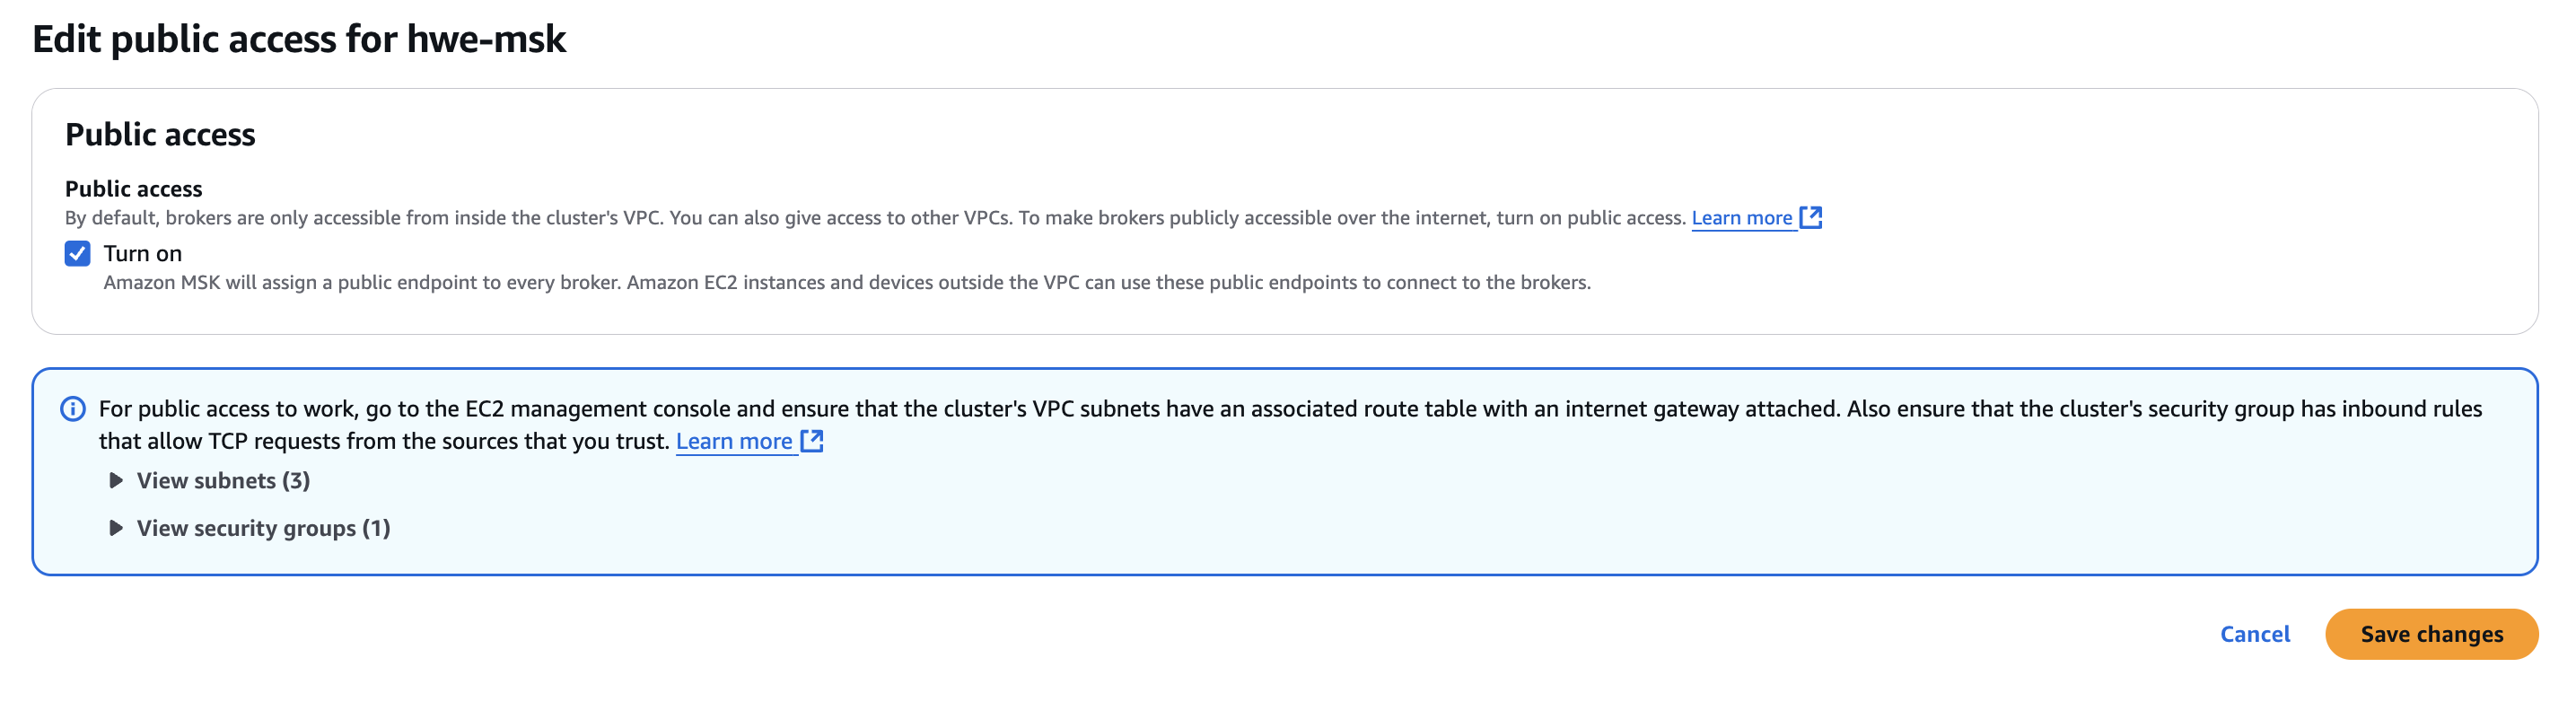 Edit public access for hwe-msk
Public access
Public access
By default, brokers are only accessible from inside the cluster's VPC. You can also give access to other VPCs. To make brokers publicly accessible over the internet, turn on public access. Learn more
Turn on
Amazon MSK will assign a public endpoint to every broker. Amazon EC2 instances and devices outside the VPC can use these public endpoints to connect to the brokers.
For public access to work, go to the EC2 management console and ensure that the cluster's VPC subnets have an associated route table with an internet gateway attached. Also ensure that the cluster's security group has inbound rules
that allow TCP requests from the sources that you trust. Learn more
View subnets (3)
View security groups (1)
Cancel Save changes